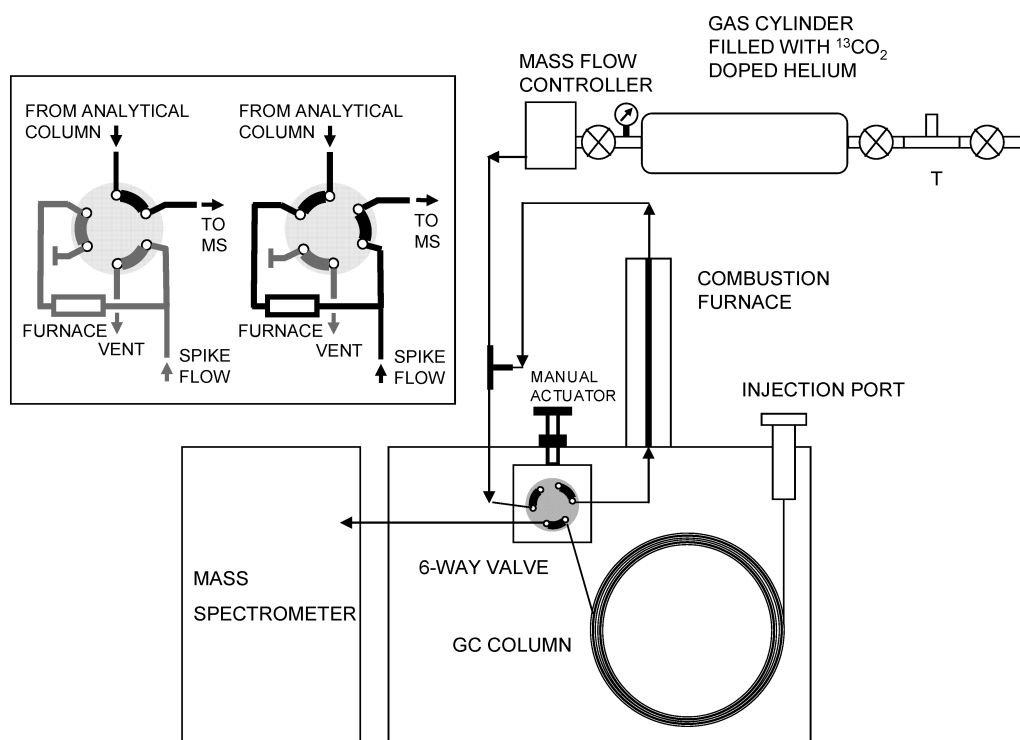 GAS CYLINDER
FILLED WITH ¹³CO₂
DOPED HELIUM
MASS FLOW
CONTROLLER
T
FROM ANALYTICAL
COLUMN
TO
MS
FURNACE
VENT
SPIKE
FLOW
FROM ANALYTICAL
COLUMN
TO
MS
FURNACE
VENT
SPIKE
FLOW
COMBUSTION
FURNACE
MANUAL
ACTUATOR
INJECTION PORT
6-WAY VALVE
MASS
SPECTROMETER
GC COLUMN